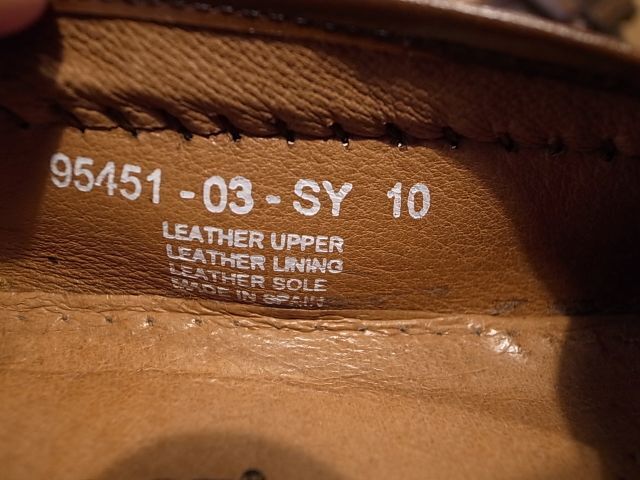 95451-03-SY 10
LEATHER UPPER
LEATHER LINING
LEATHER SOLE
MADE IN SPAIN